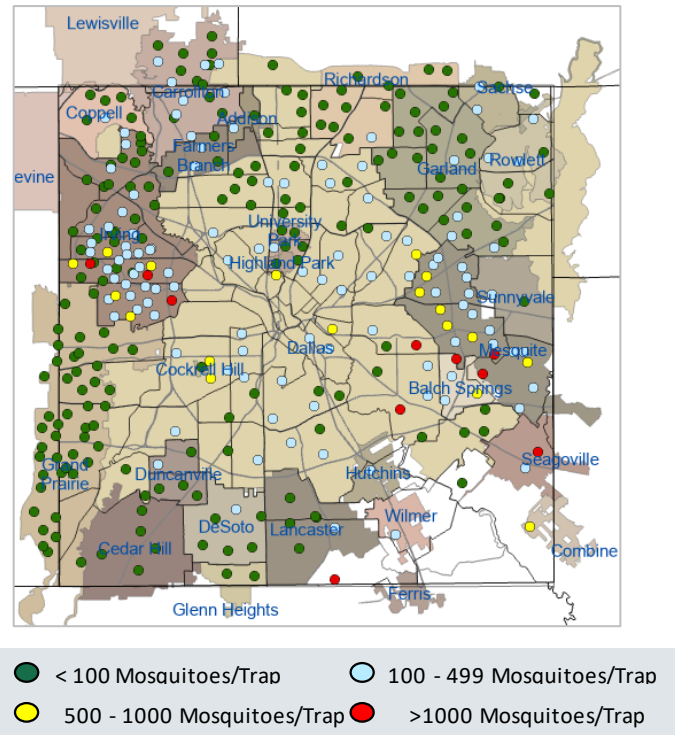 Lewisville
Richardson
Sachse
Carrollton
Coppell
Addison
Farmers
Branch
Garland
Rowlett
evine
University
Park
Irving
Highland Park
Sunnyvale
Dallas
Mesquite
Cockrell Hill
Balch Springs
Grand
Prairie
Duncanville
Hutchins
Seagoville
DeSoto
Lancaster
Wilmer
Cedar Hill
Combine
Ferris
Glenn Heights
< 100 Mosquitoes/Trap
100 - 499 Mosquitoes/Trap
500 - 1000 Mosquitoes/Trap
>1000 Mosquitoes/Trap